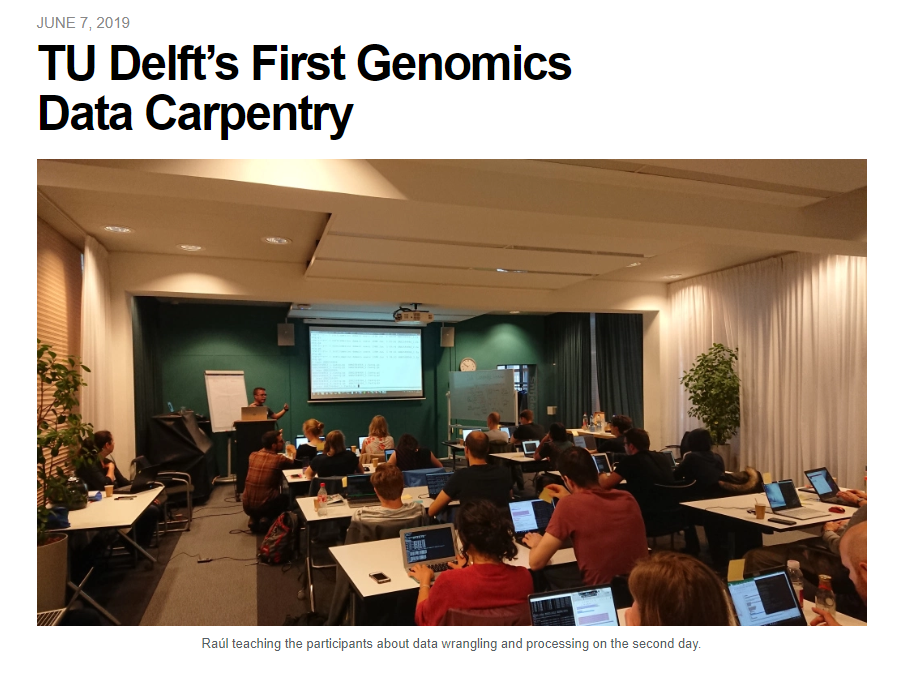 JUNE 7, 2019
TU Delft’s First Genomics
Data Carpentry
Raúl teaching the participants about data wrangling and processing on the second day.